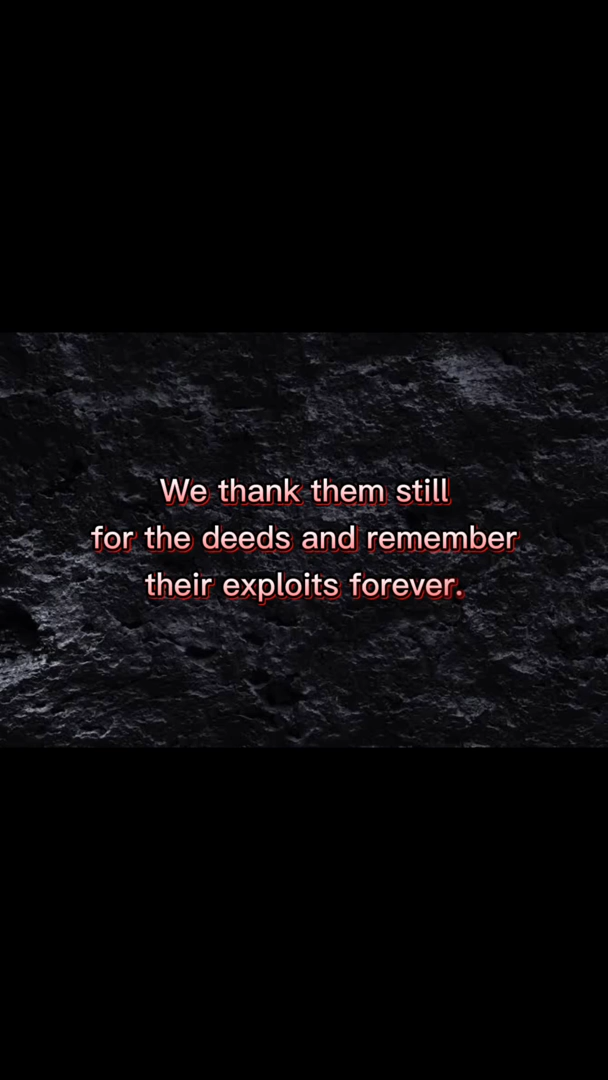 We thank them still
for the deeds and remember
their exploits forever.